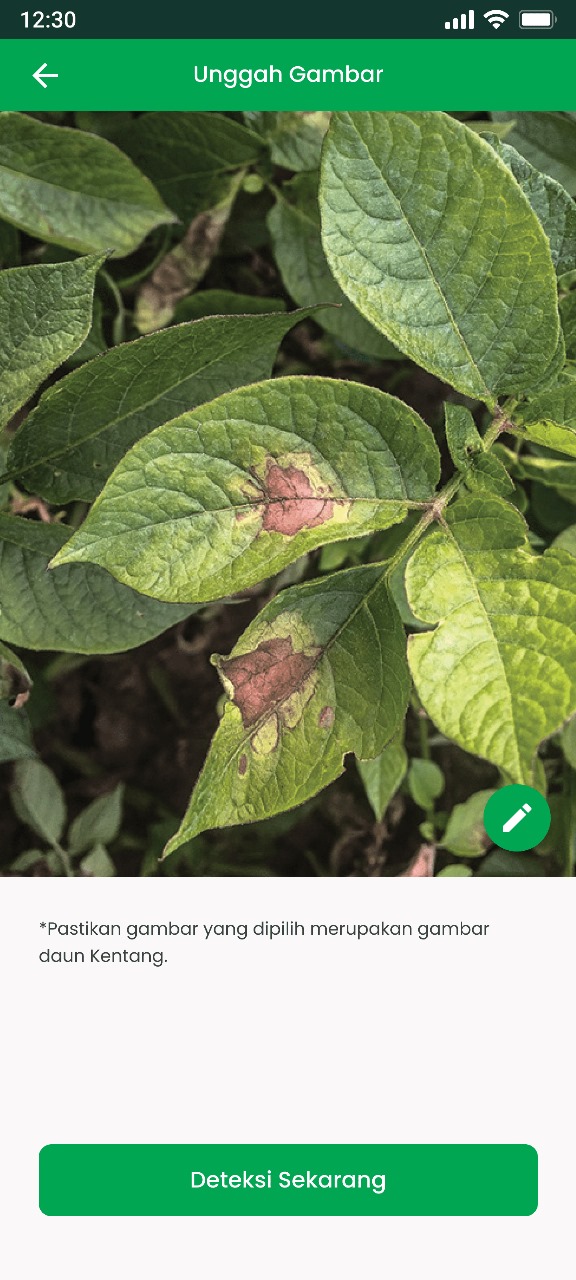 12:30
Unggah Gambar
*Pastikan gambar yang dipilih merupakan gambar
daun Kentang.
Deteksi Sekarang